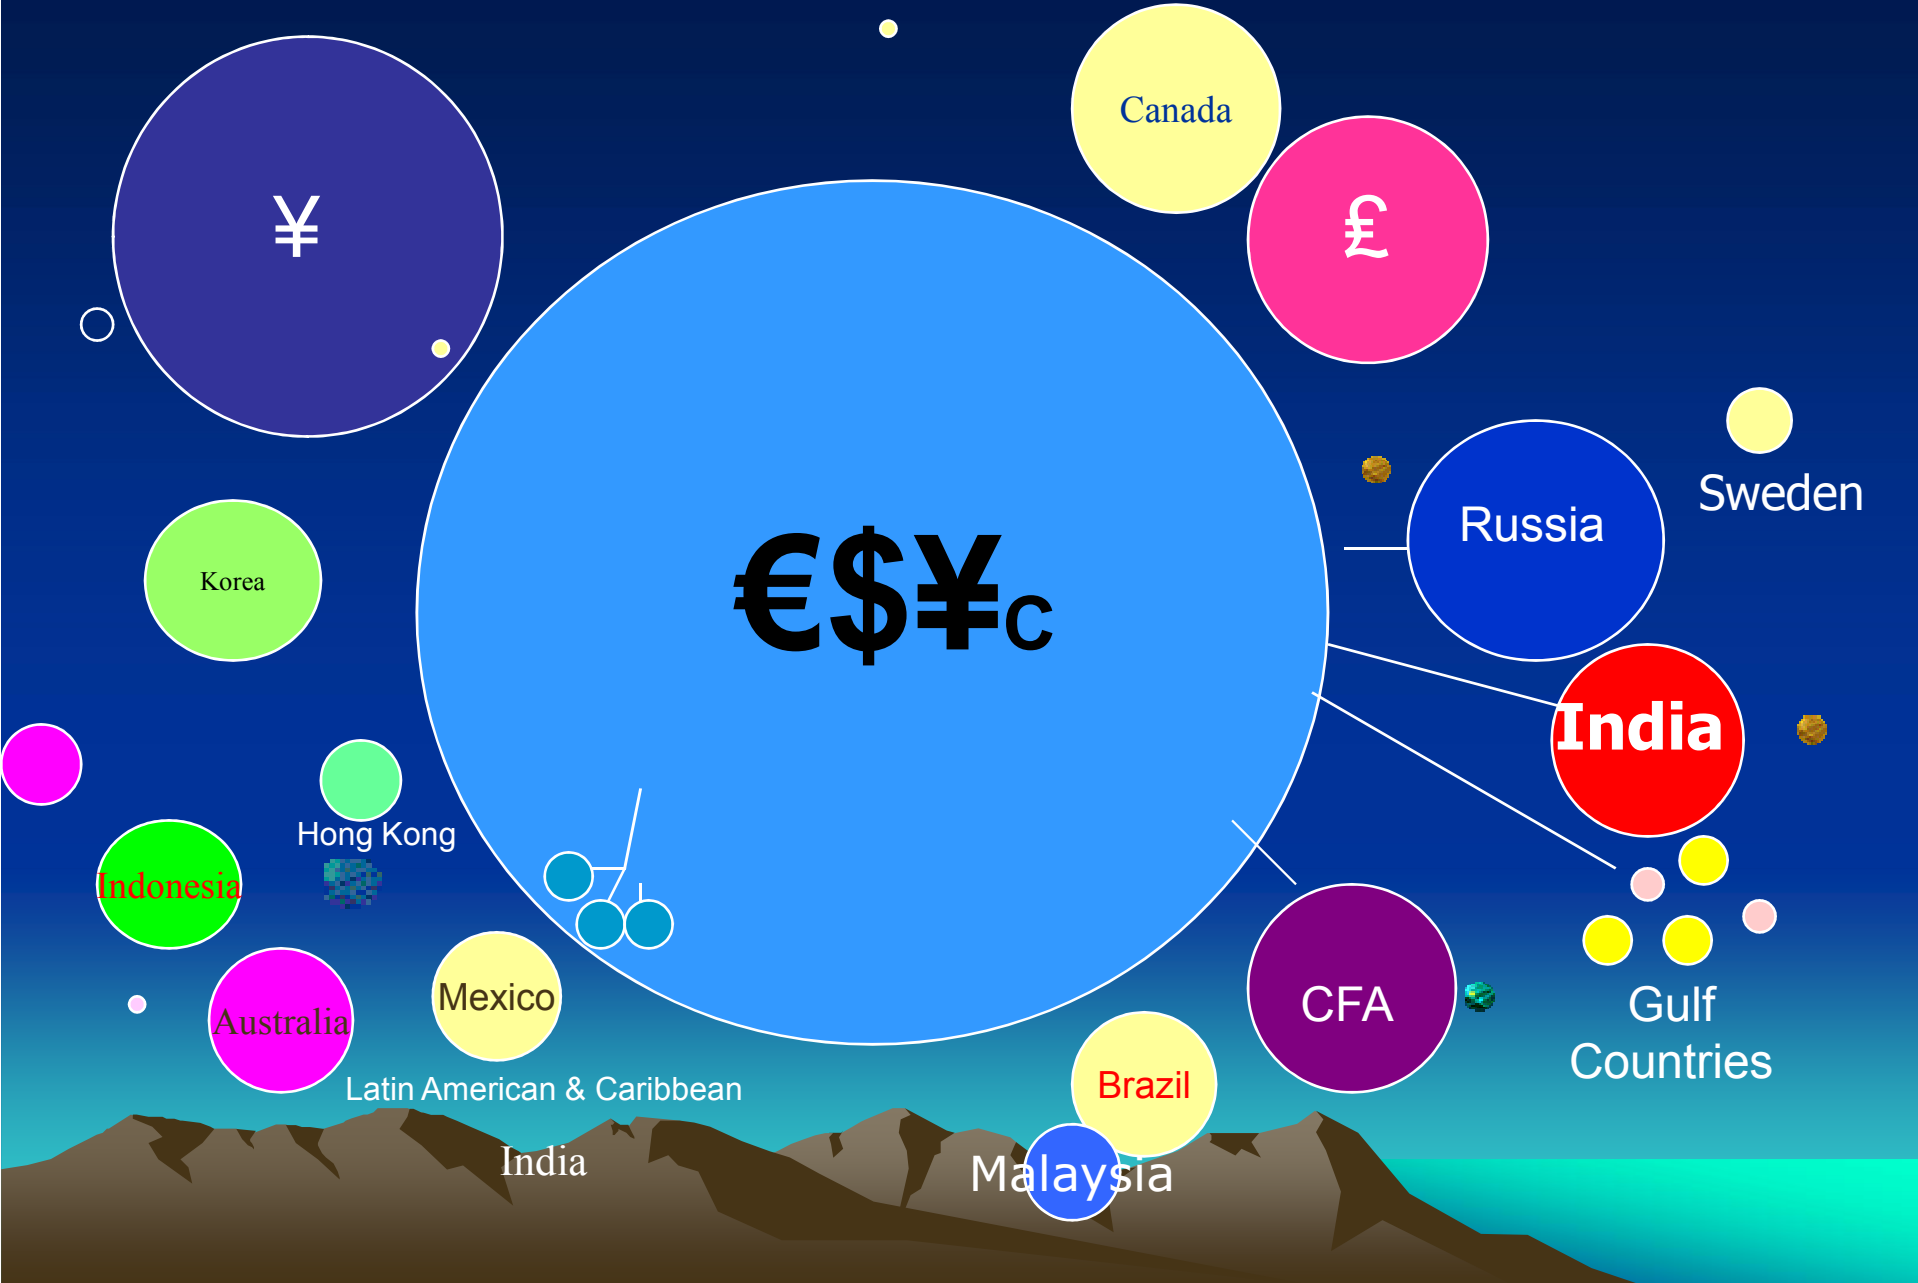 Canada
¥
₤
Sweden
Russia
€$¥c
Korea
India
Hong Kong
Indonesia
Mexico
CFA
Gulf
Countries
Australia
Brazil
Latin American & Caribbean
India
Malaysia